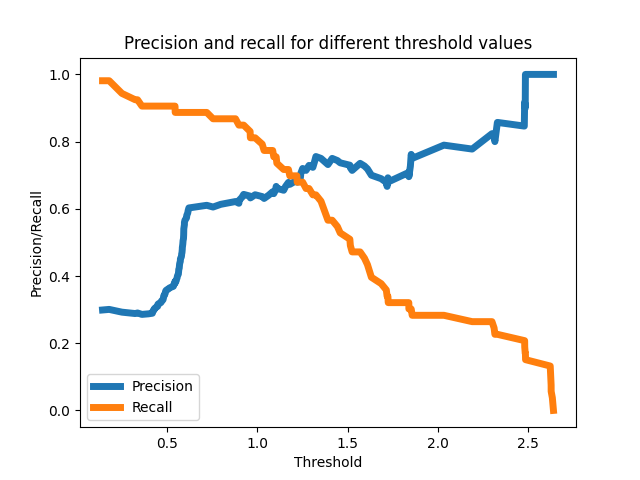 Precision and recall for different threshold values
Precision/Recall
1.0
0.8
0.6
0.4
0.2
0.0
Precision
Recall
0.5 1.0 1.5 2.0 2.5
Threshold